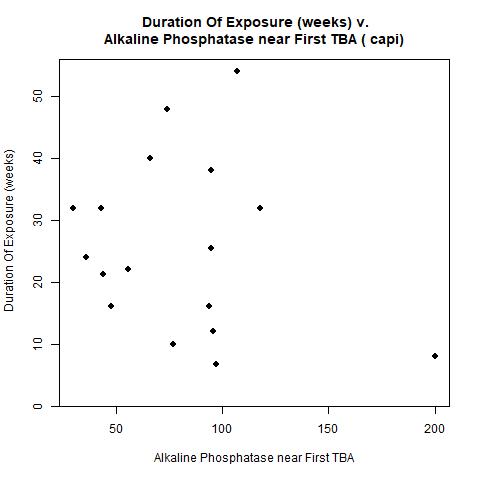 Duration Of Exposure (weeks) v.
Alkaline Phosphatase near First TBA ( capi)
Duration Of Exposure (weeks)
50
40
30
20
10
0
50 100 150 200
Alkaline Phosphatase near First TBA